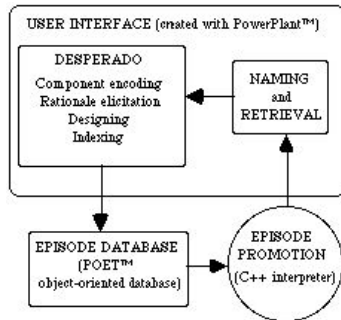 USER INTERFACE (created with PowerPlant™)
DESPERADO
Component encoding
Rationale elicitation
Designing
Indexing
NAMING
and
RETRIEVAL
EPISODE DATABASE
(POET™
object-oriented database)
EPISODE
PROMOTION
(C++ interpreter)